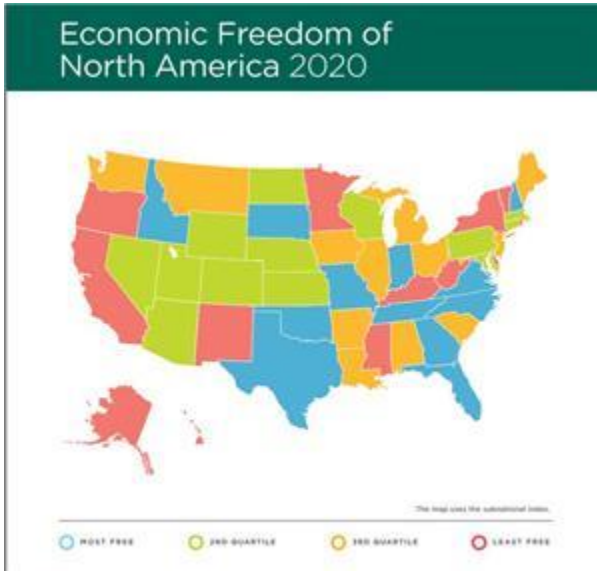 Economic Freedom of
North America 2020
The map uses the subnational index.
MOST FREE
2ND QUARTILE
3RD QUARTILE
LEAST FREE